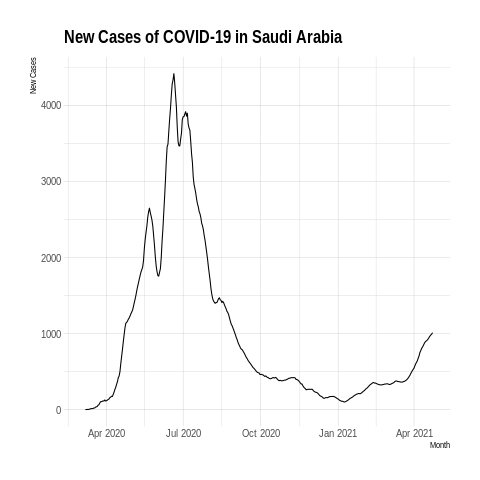 New Cases of COVID-19 in Saudi Arabia
New Cases
4000
3000
2000
1000
0
Apr 2020 Jul 2020 Oct 2020 Jan 2021 Apr 2021
Month